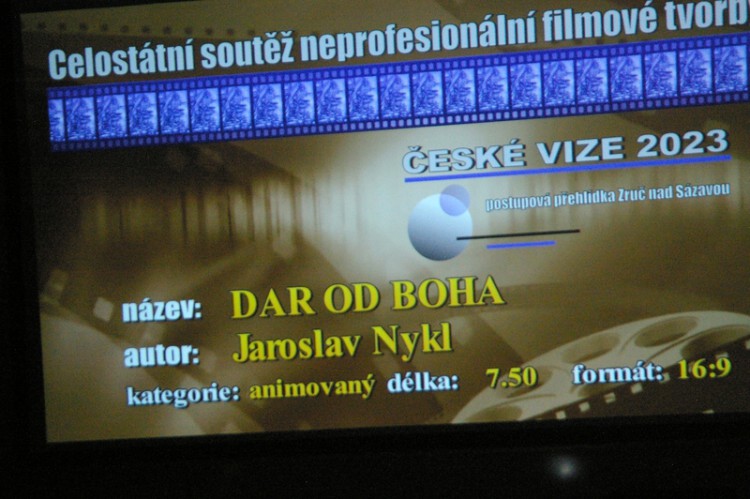 Celostátní soutěž neprofesionální filmové tvorb
ČESKÉ VIZE 2023
postupová přehlídka Zruč nad Sázavou
název: DAR OD BOHA
autor: Jaroslav Nykl
kategorie: animovaný délka: 7.50 formát: 16:9